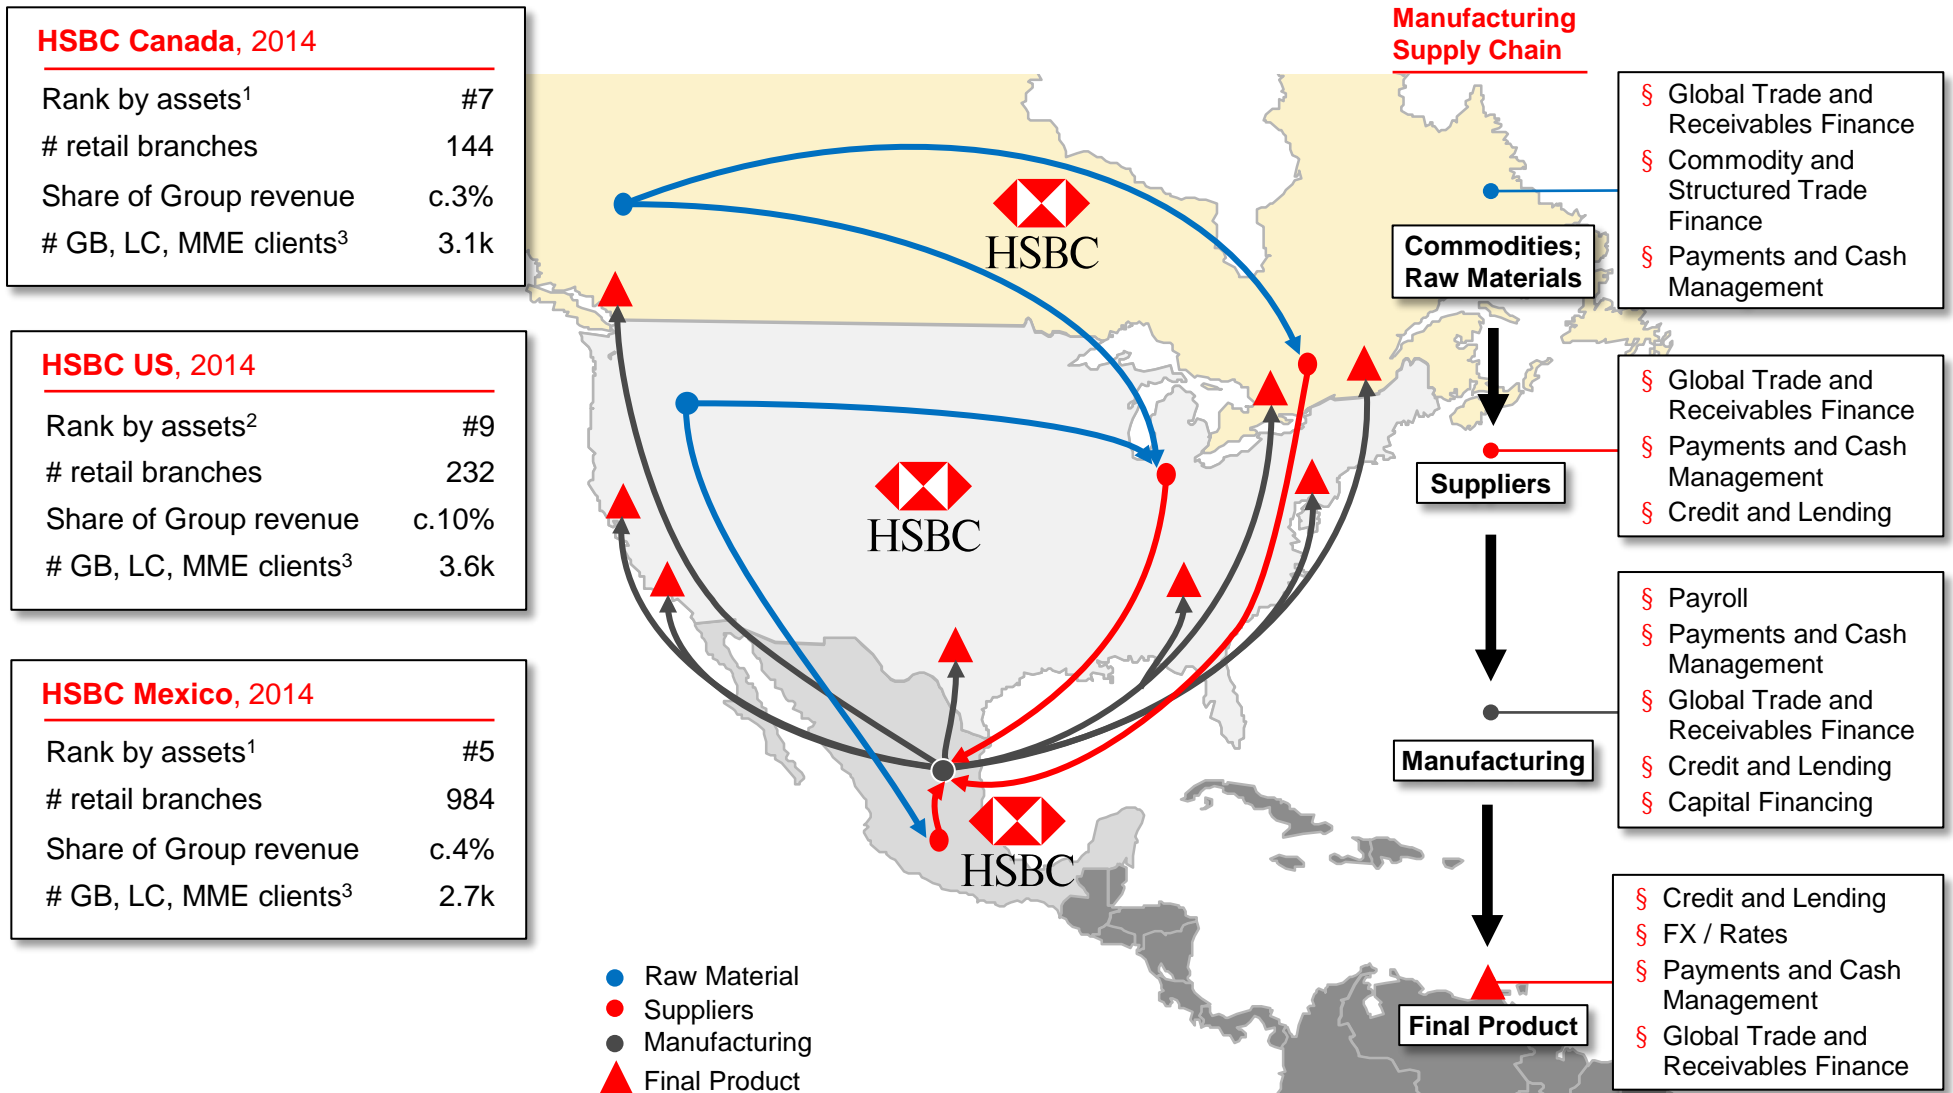 HSBC Canada, 2014
Rank by assets1 #7
# retail branches 144
Share of Group revenue c.3%
# GB, LC, MME clients3 3.1k
HSBC US, 2014
Rank by assets2 #9
# retail branches 232
Share of Group revenue c.10%
# GB, LC, MME clients3 3.6k
HSBC Mexico, 2014
Rank by assets1 #5
# retail branches 984
Share of Group revenue c.4%
# GB, LC, MME clients3 2.7k
HSBC
HSBC
HSBC
Raw Material
Suppliers
Manufacturing
Final Product
Manufacturing
Supply Chain
Commodities;
Raw Materials
§ Global Trade and
Receivables Finance
§ Commodity and
Structured Trade
Finance
§ Payments and Cash
Management
Suppliers
§ Global Trade and
Receivables Finance
§ Payments and Cash
Management
§ Credit and Lending
Manufacturing
§ Payroll
§ Payments and Cash
Management
§ Global Trade and
Receivables Finance
§ Credit and Lending
§ Capital Financing
Final Product
§ Credit and Lending
§ FX / Rates
§ Payments and Cash
Management
§ Global Trade and
Receivables Finance